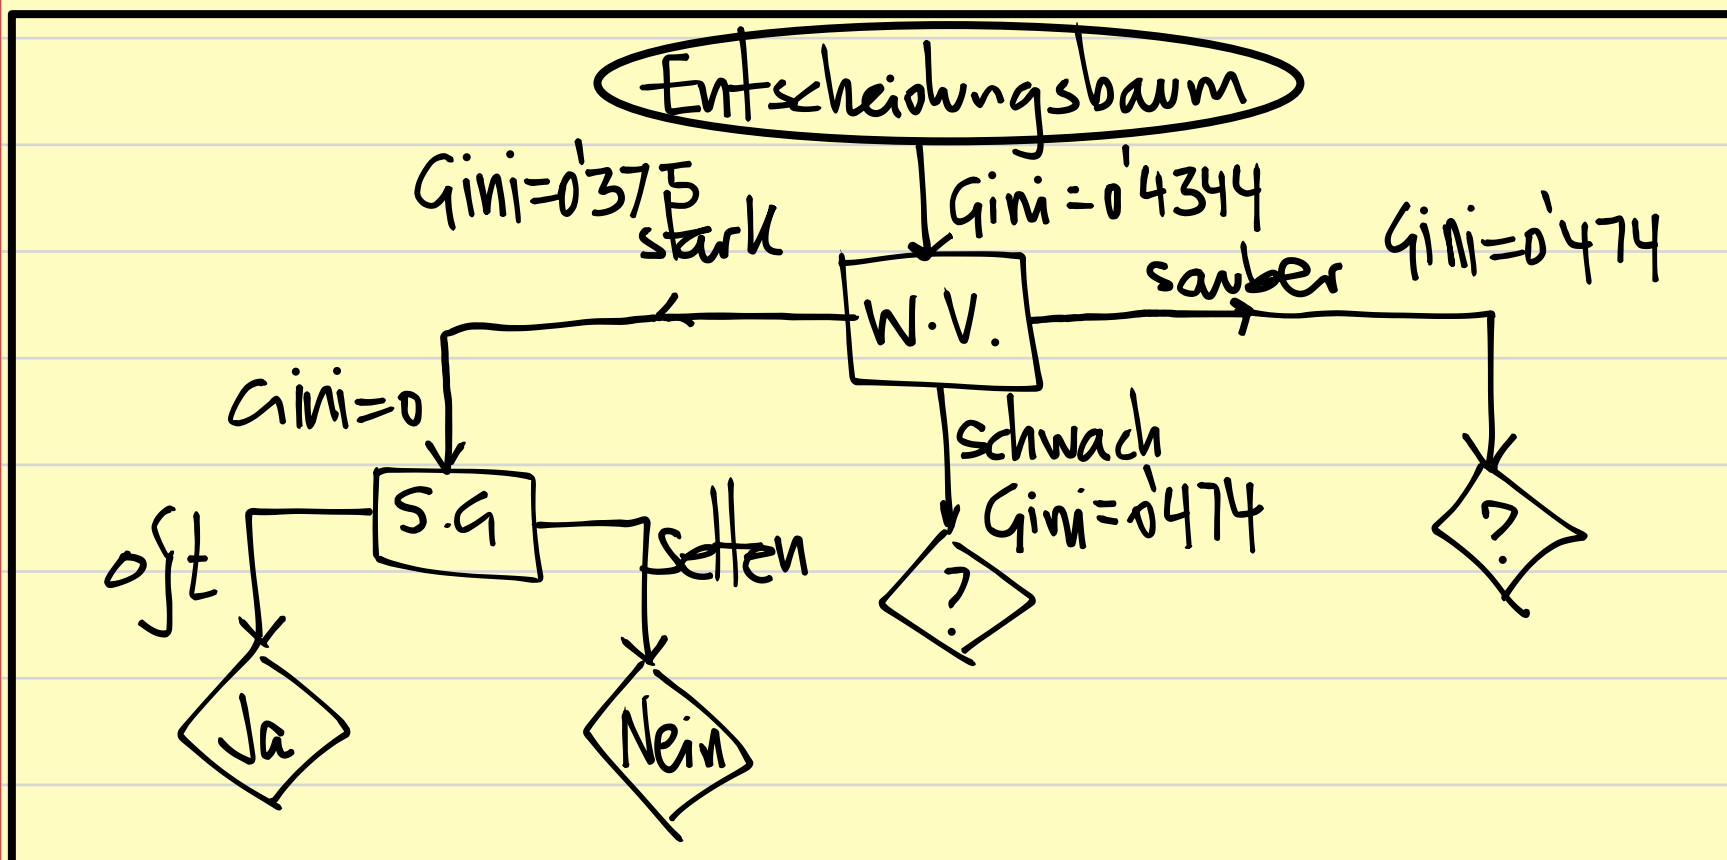 Entscheidungsbaum
Gini=0'375
Gini=0'4344
Gini=0'474
stark
sauber
W.V.
Gini=0
schwach
Gini=0'474
S.G
oft
selten
?
?
Ja
Nein